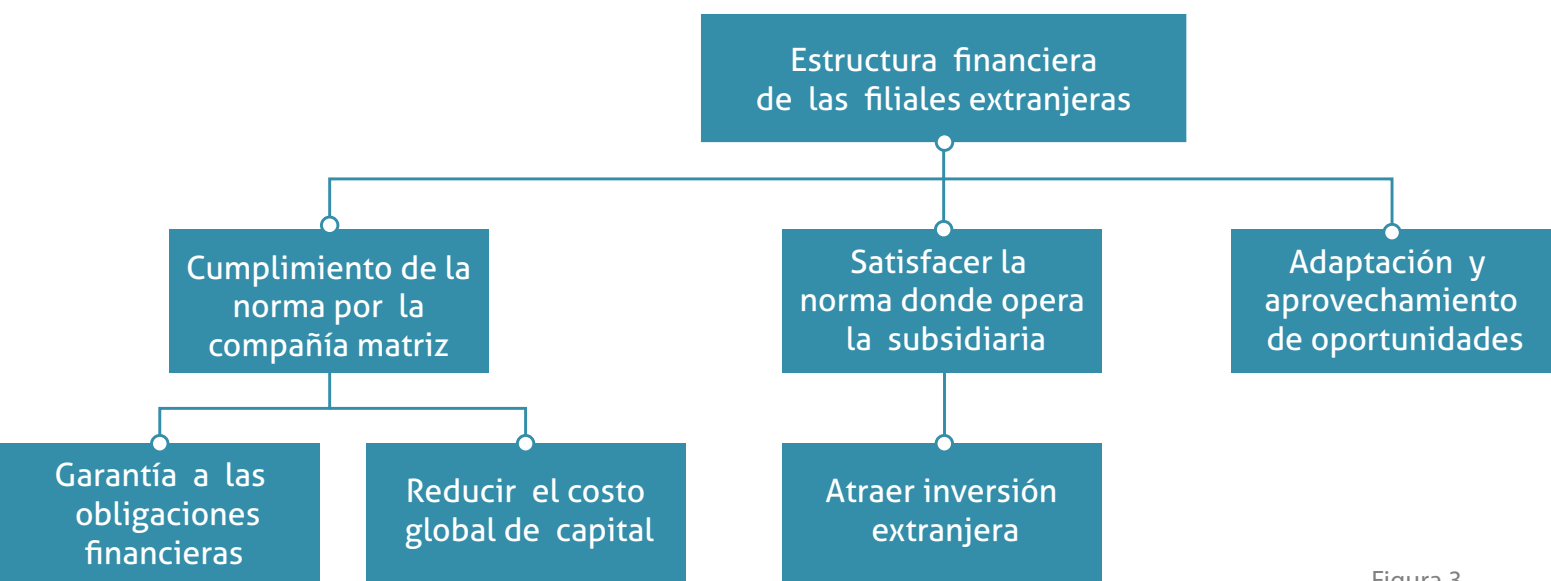 Estructura financiera
de las filiales extranjeras
Cumplimiento de la
norma por la
compañía matriz
Satisfacer la
norma donde opera
la subsidiaria
Adaptación y
aprovechamiento
de oportunidades
Garantía a las
obligaciones
financieras
Reducir el costo
global de capital
Atraer inversión
extranjera
Figura 3